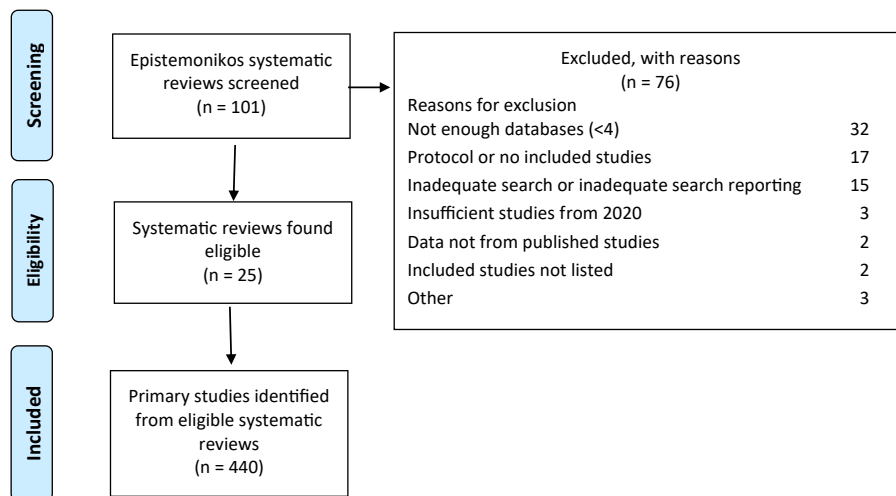 Screening
Epistemonikos systematic
reviews screened
(n = 101)
Excluded, with reasons
(n = 76)
Reasons for exclusion
Not enough databases (<4) 32
Protocol or no included studies 17
Inadequate search or inadequate search reporting 15
Insufficient studies from 2020 3
Data not from published studies 2
Included studies not listed 2
Other 3
Eligibility
Systematic reviews found
eligible
(n = 25)
Included
Primary studies identified
from eligible systematic
reviews
(n = 440)